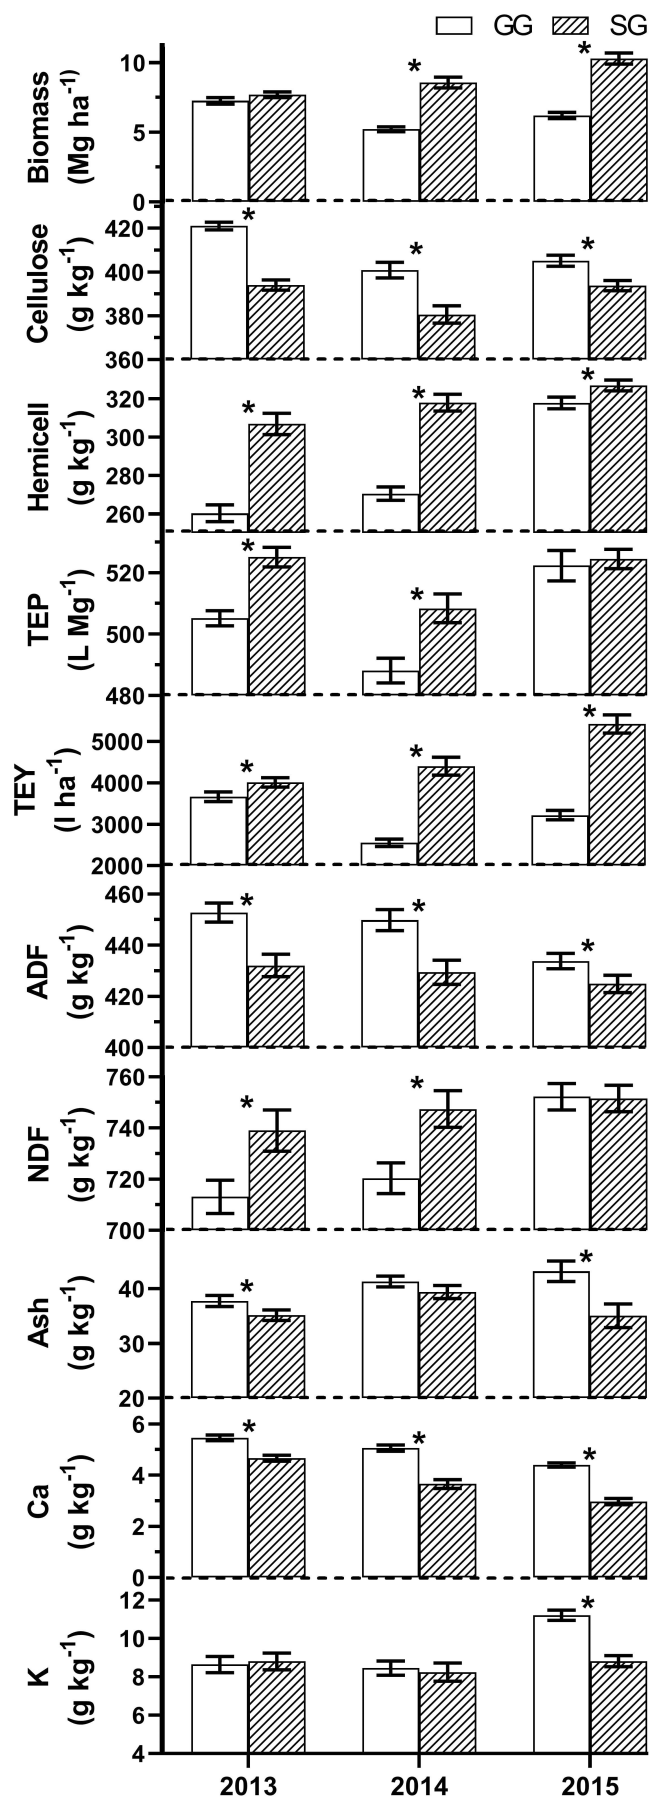 GG SG
Biomass
(Mg ha-1)
10
5
0
*
*
Cellulose
(g kg-1)
420
400
380
360
*
*
*
Hemicell
(g kg-1)
320
300
280
260
*
*
*
TEP
(L Mg-1)
520
500
480
*
*
TEY
(l ha-1)
5000
4000
3000
2000
*
*
*
ADF
(g kg-1)
460
440
420
400
*
*
*
NDF
(g kg-1)
760
740
720
700
*
*
Ash
(g kg-1)
40
30
20
*
*
Ca
(g kg-1)
6
4
2
0
*
*
*
K
(g kg-1)
12
10
8
6
4
*
2013 2014 2015